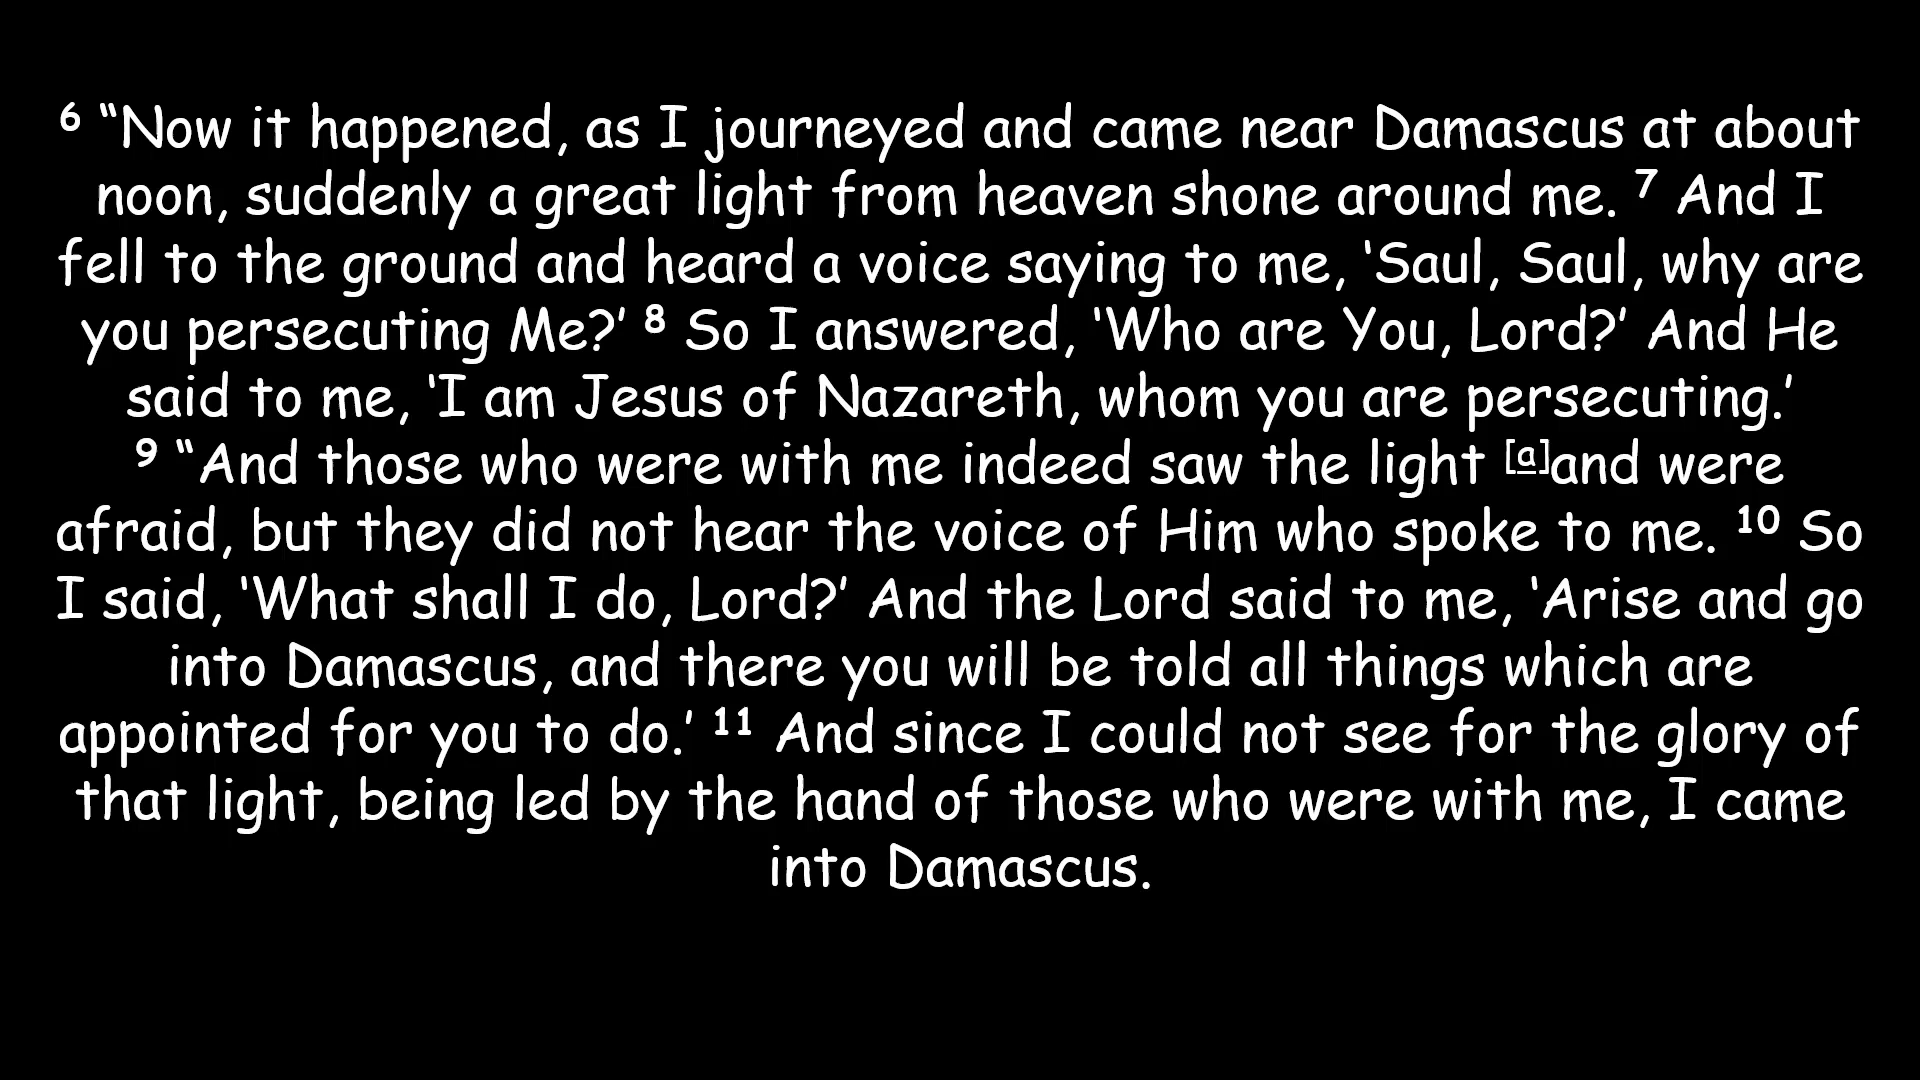 ⁶ “Now it happened, as I journeyed and came near Damascus at about
noon, suddenly a great light from heaven shone around me. ⁷ And I
fell to the ground and heard a voice saying to me, ‘Saul, Saul, why are
you persecuting Me?’ ⁸ So I answered, ‘Who are You, Lord?’ And He
said to me, ‘I am Jesus of Nazareth, whom you are persecuting.’
⁹ “And those who were with me indeed saw the light [a]and were
afraid, but they did not hear the voice of Him who spoke to me. ¹⁰ So
I said, ‘What shall I do, Lord?’ And the Lord said to me, ‘Arise and go
into Damascus, and there you will be told all things which are
appointed for you to do.’ ¹¹ And since I could not see for the glory of
that light, being led by the hand of those who were with me, I came
into Damascus.